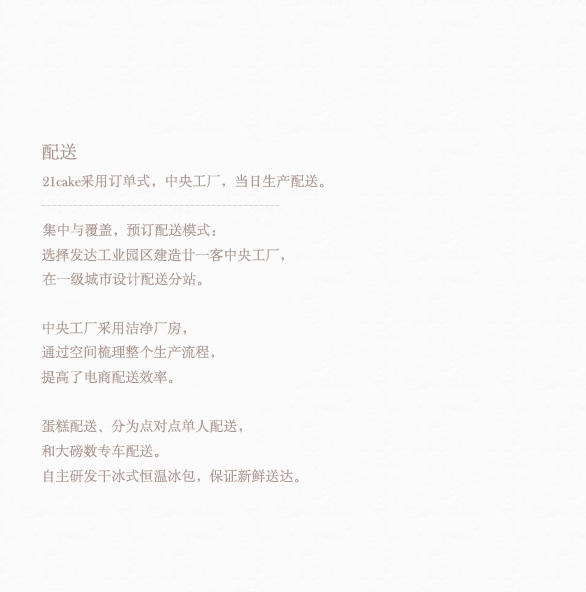 配送
21cake采用订单式，中央工厂，当日生产配送。
集中与覆盖，预订配送模式：
选择发达工业园区建造廿一客中央工厂，
在一级城市设计配送分站。
中央工厂采用洁净厂房，
通过空间梳理整个生产流程，
提高了电商配送效率。
蛋糕配送、分为点对点单人配送，
和大磅数专车配送。
自主研发干冰式恒温冰包，保证新鲜送达。